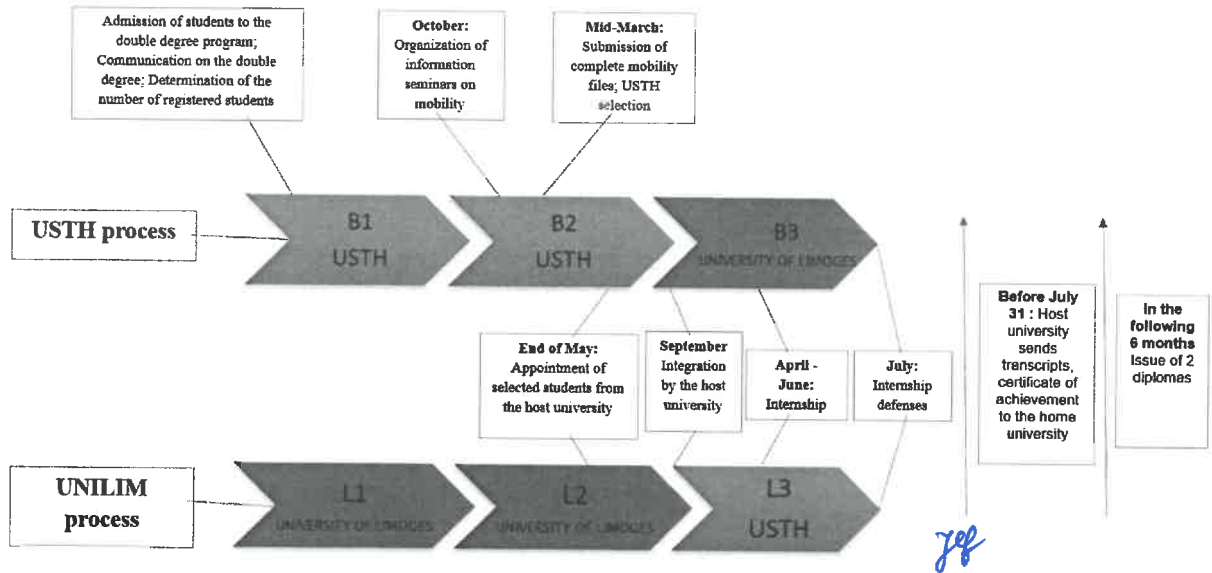 Admission of students to the
double degree program;
Communication on the double
degree; Determination of the
number of registered students
October:
Organization of
information
seminars on
mobility
Mid-March:
Submission of
complete mobility
files; USTH
selection
USTH process
B1
USTH
B2
USTH
B3
UNIVERSITY OF LIMOGES
End of May:
Appointment of
selected students from
the host university
September
Integration
by the host
university
April -
June:
Internship
July:
Internship
defenses
Before July
31 : Host
university
sends
transcripts,
certificate of
achievement
to the home
university
In the
following
6 months
Issue of 2
diplomas
UNILIM
process
L1
UNIVERSITY OF LIMOGES
L2
UNIVERSITY OF LIMOGES
L3
USTH